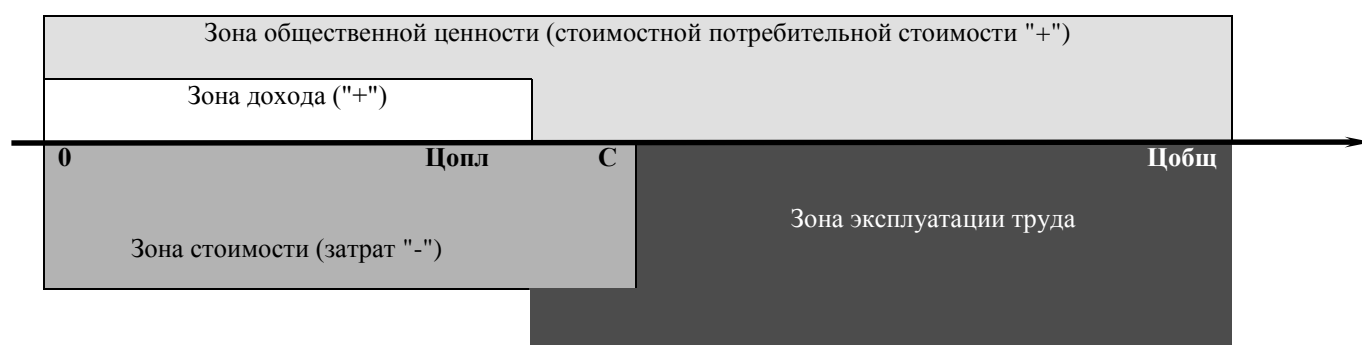 Зона общественной ценности (стоимостной потребительной стоимости "+")
Зона дохода ("+")
0 Цопл С Цобщ
Зона эксплуатации труда
Зона стоимости (затрат "-")